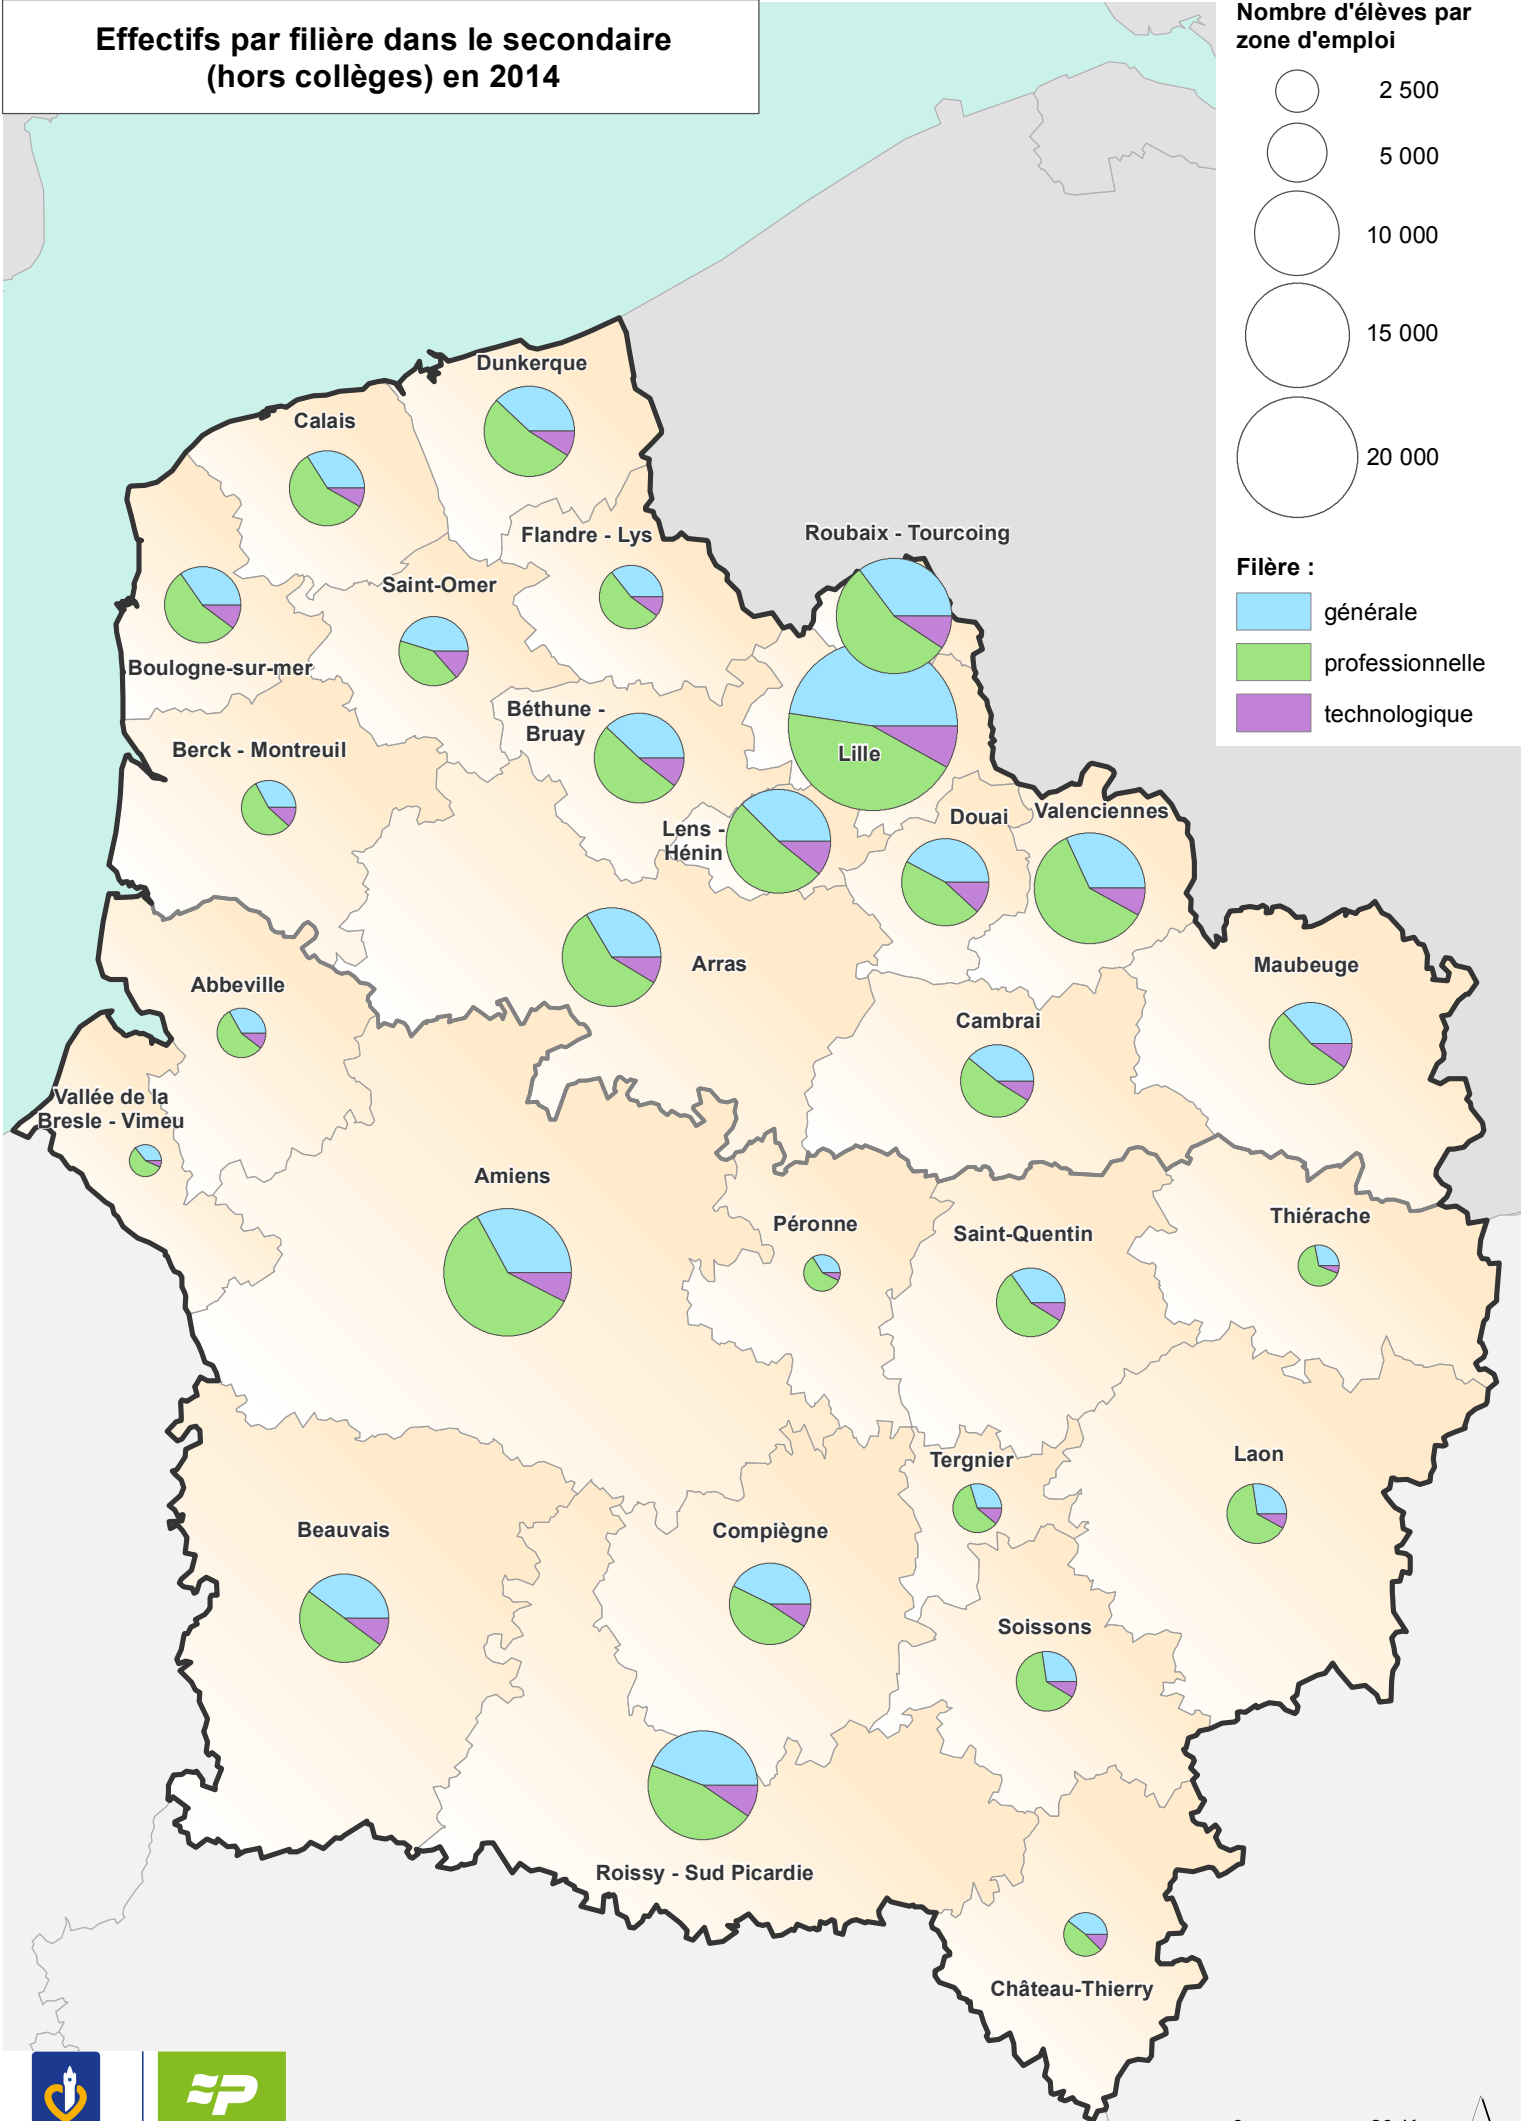 Effectifs par filière dans le secondaire
(hors collèges) en 2014
Nombre d'élèves par
zone d'emploi
2 500
5 000
10 000
15 000
20 000
Filère :
générale
professionnelle
technologique
Dunkerque
Calais
Flandre - Lys
Roubaix - Tourcoing
Saint-Omer
Boulogne-sur-mer
Béthune -
Bruay
Berck - Montreuil
Lille
Lens -
Hénin
Douai
Valenciennes
Arras
Maubeuge
Abbeville
Cambrai
Vallée de la
Bresle - Vimeu
Amiens
Péronne
Saint-Quentin
Thiérache
Tergnier
Laon
Beauvais
Compiègne
Soissons
Roissy - Sud Picardie
Château-Thierry